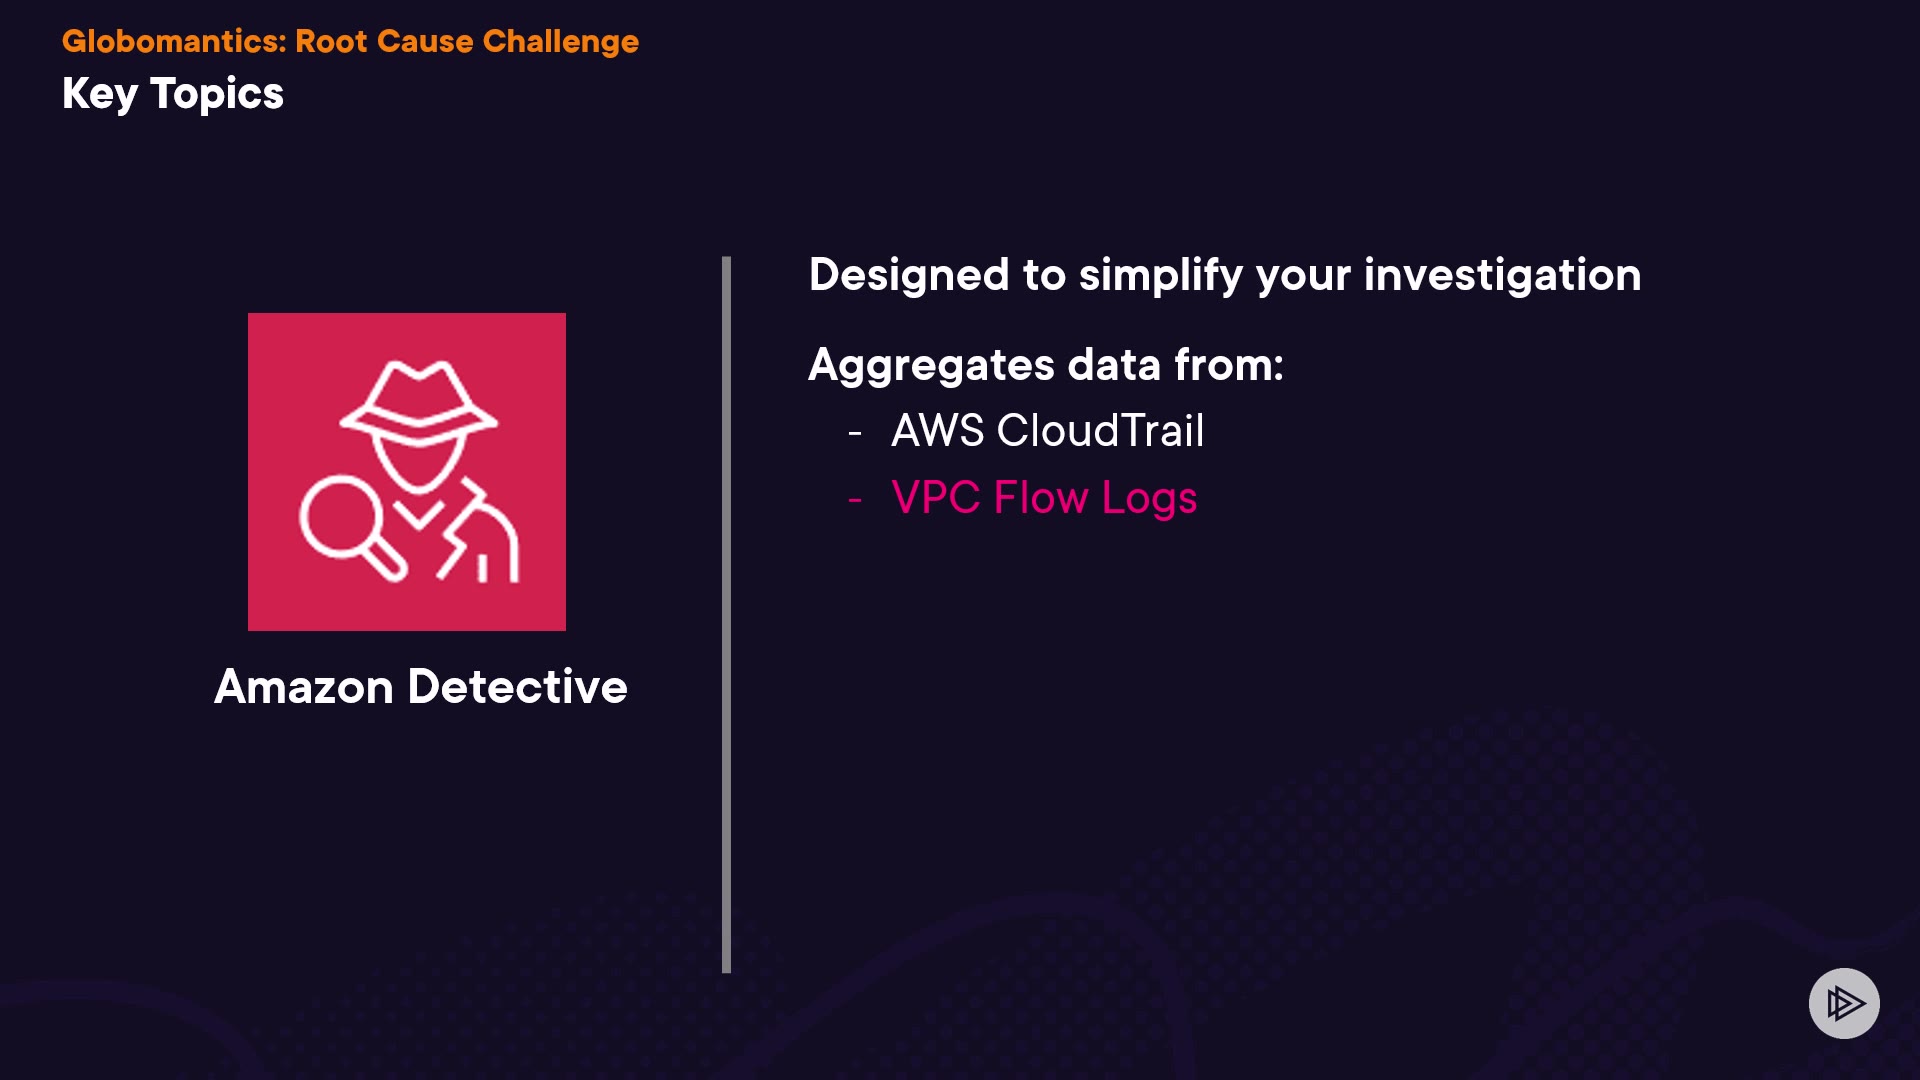 Globomantics: Root Cause Challenge
Key Topics
Designed to simplify your investigation
Aggregates data from:
- AWS CloudTrail
- VPC Flow Logs
Amazon Detective